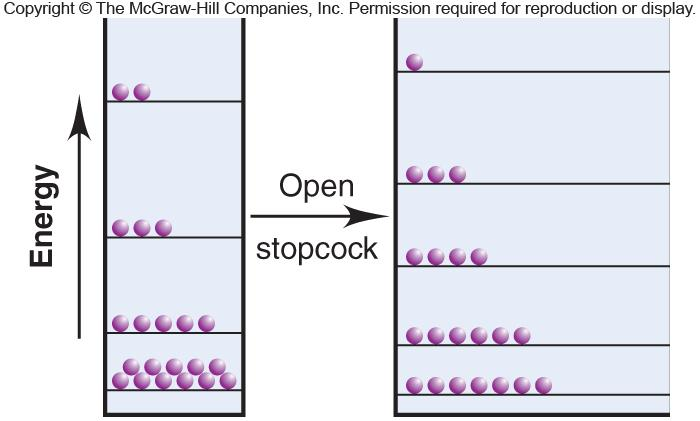 Copyright © The McGraw-Hill Companies, Inc. Permission required for reproduction or display.
Energy
Open
stopcock